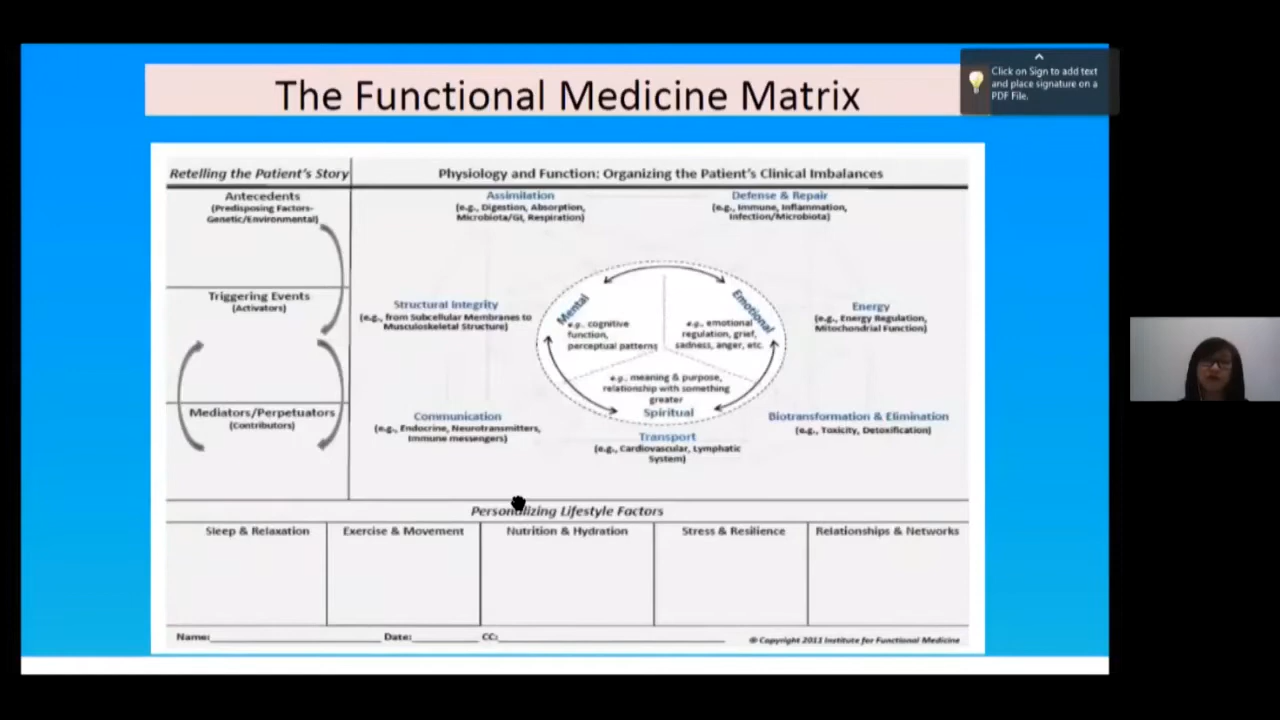 The Functional Medicine Matrix
Click on Sign to add text
and place signature on a
PDF File.
Retelling the Patient's Story
Physiology and Function: Organizing the Patient's Clinical Imbalances
Antecedents
(Predisposing Factors-
Genetic/Environmental)
Triggering Events
(Activators)
Mediators/Perpetuators
(Contributors)
Assimilation
(e.g., Digestion, Absorption,
Microbiota/GI, Respiration)
Defense & Repair
(e.g., Immune, Inflammation,
Infection/Microbiota)
Structural Integrity
(e.g., from Subcellular Membranes to
Musculoskeletal Structure)
Mental
e.g., cognitive
function,
perceptual patterns
Emotional
e.g., emotional
regulation, grief,
sadness, anger, etc.
e.g., meaning & purpose,
relationship with something
greater
Spiritual
Energy
(e.g., Energy Regulation,
Mitochondrial Function)
Communication
(e.g., Endocrine, Neurotransmitters,
Immune messengers)
Transport
(e.g., Cardiovascular, Lymphatic
System)
Biotransformation & Elimination
(e.g., Toxicity, Detoxification)
Personalizing Lifestyle Factors
Sleep & Relaxation
Exercise & Movement
Nutrition & Hydration
Stress & Resilience
Relationships & Networks
Name: Date: CC:
© Copyright 2011 Institute for Functional Medicine